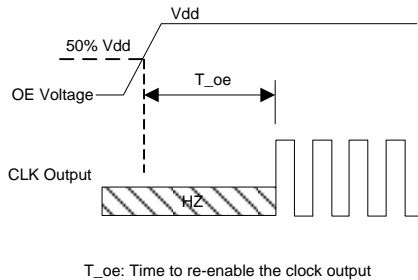 Vdd
50% Vdd
T_oe
OE Voltage
CLK Output
HZ
T_oe: Time to re-enable the clock output